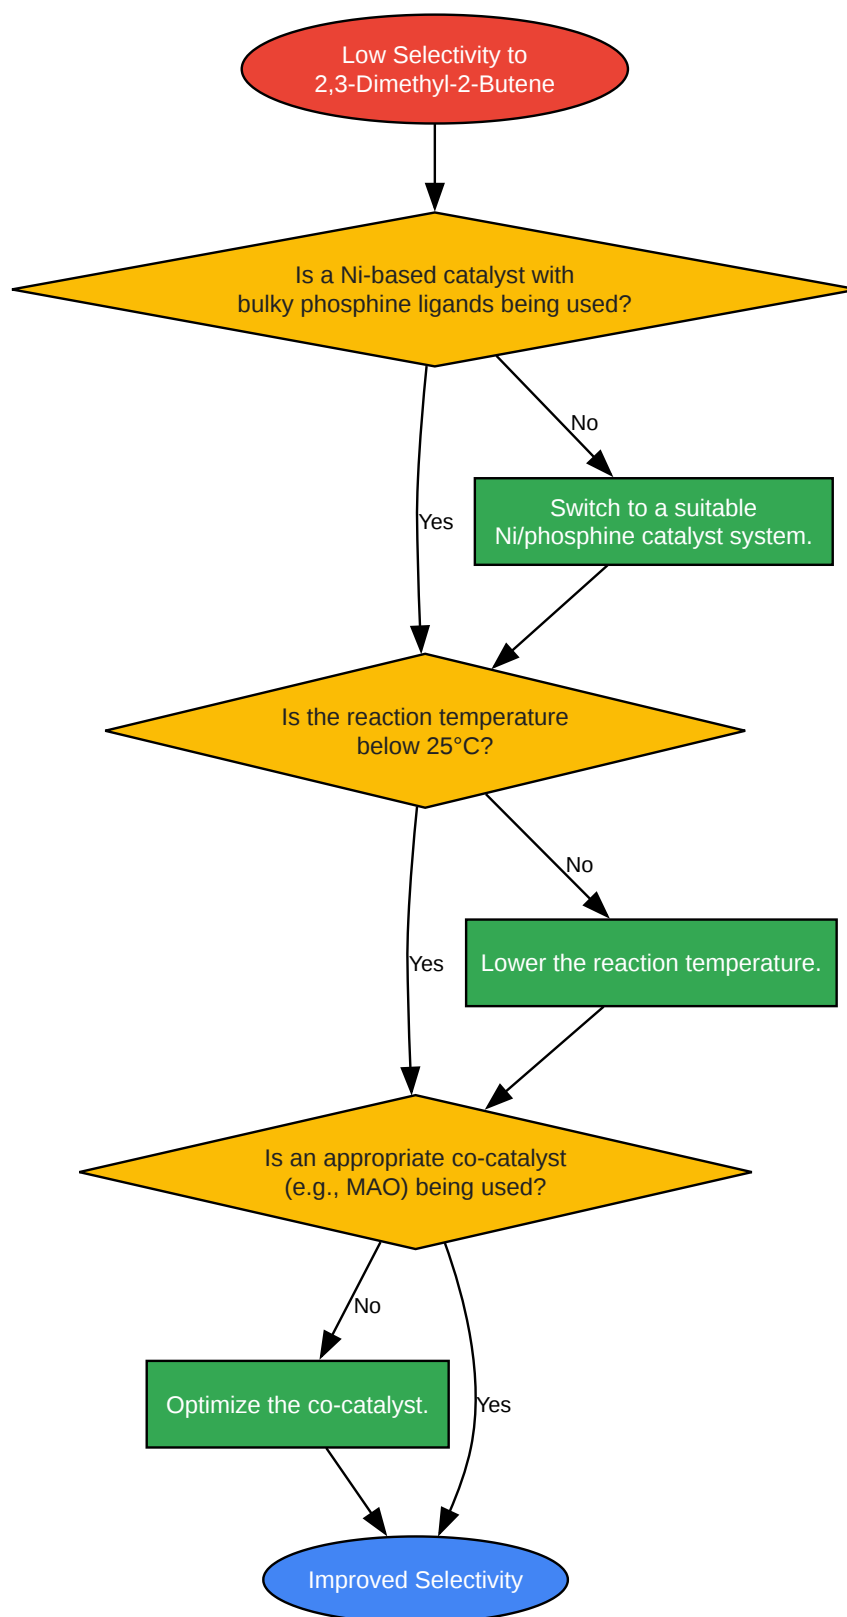 Low Selectivity to
2,3-Dimethyl-2-Butene
Is a Ni-based catalyst with
bulky phosphine ligands being used?
No
Switch to a suitable
Ni/phosphine catalyst system.
Yes
Is the reaction temperature
below 25°C?
No
Lower the reaction temperature.
Yes
Is an appropriate co-catalyst
(e.g., MAO) being used?
No
Optimize the co-catalyst.
Yes
Improved Selectivity